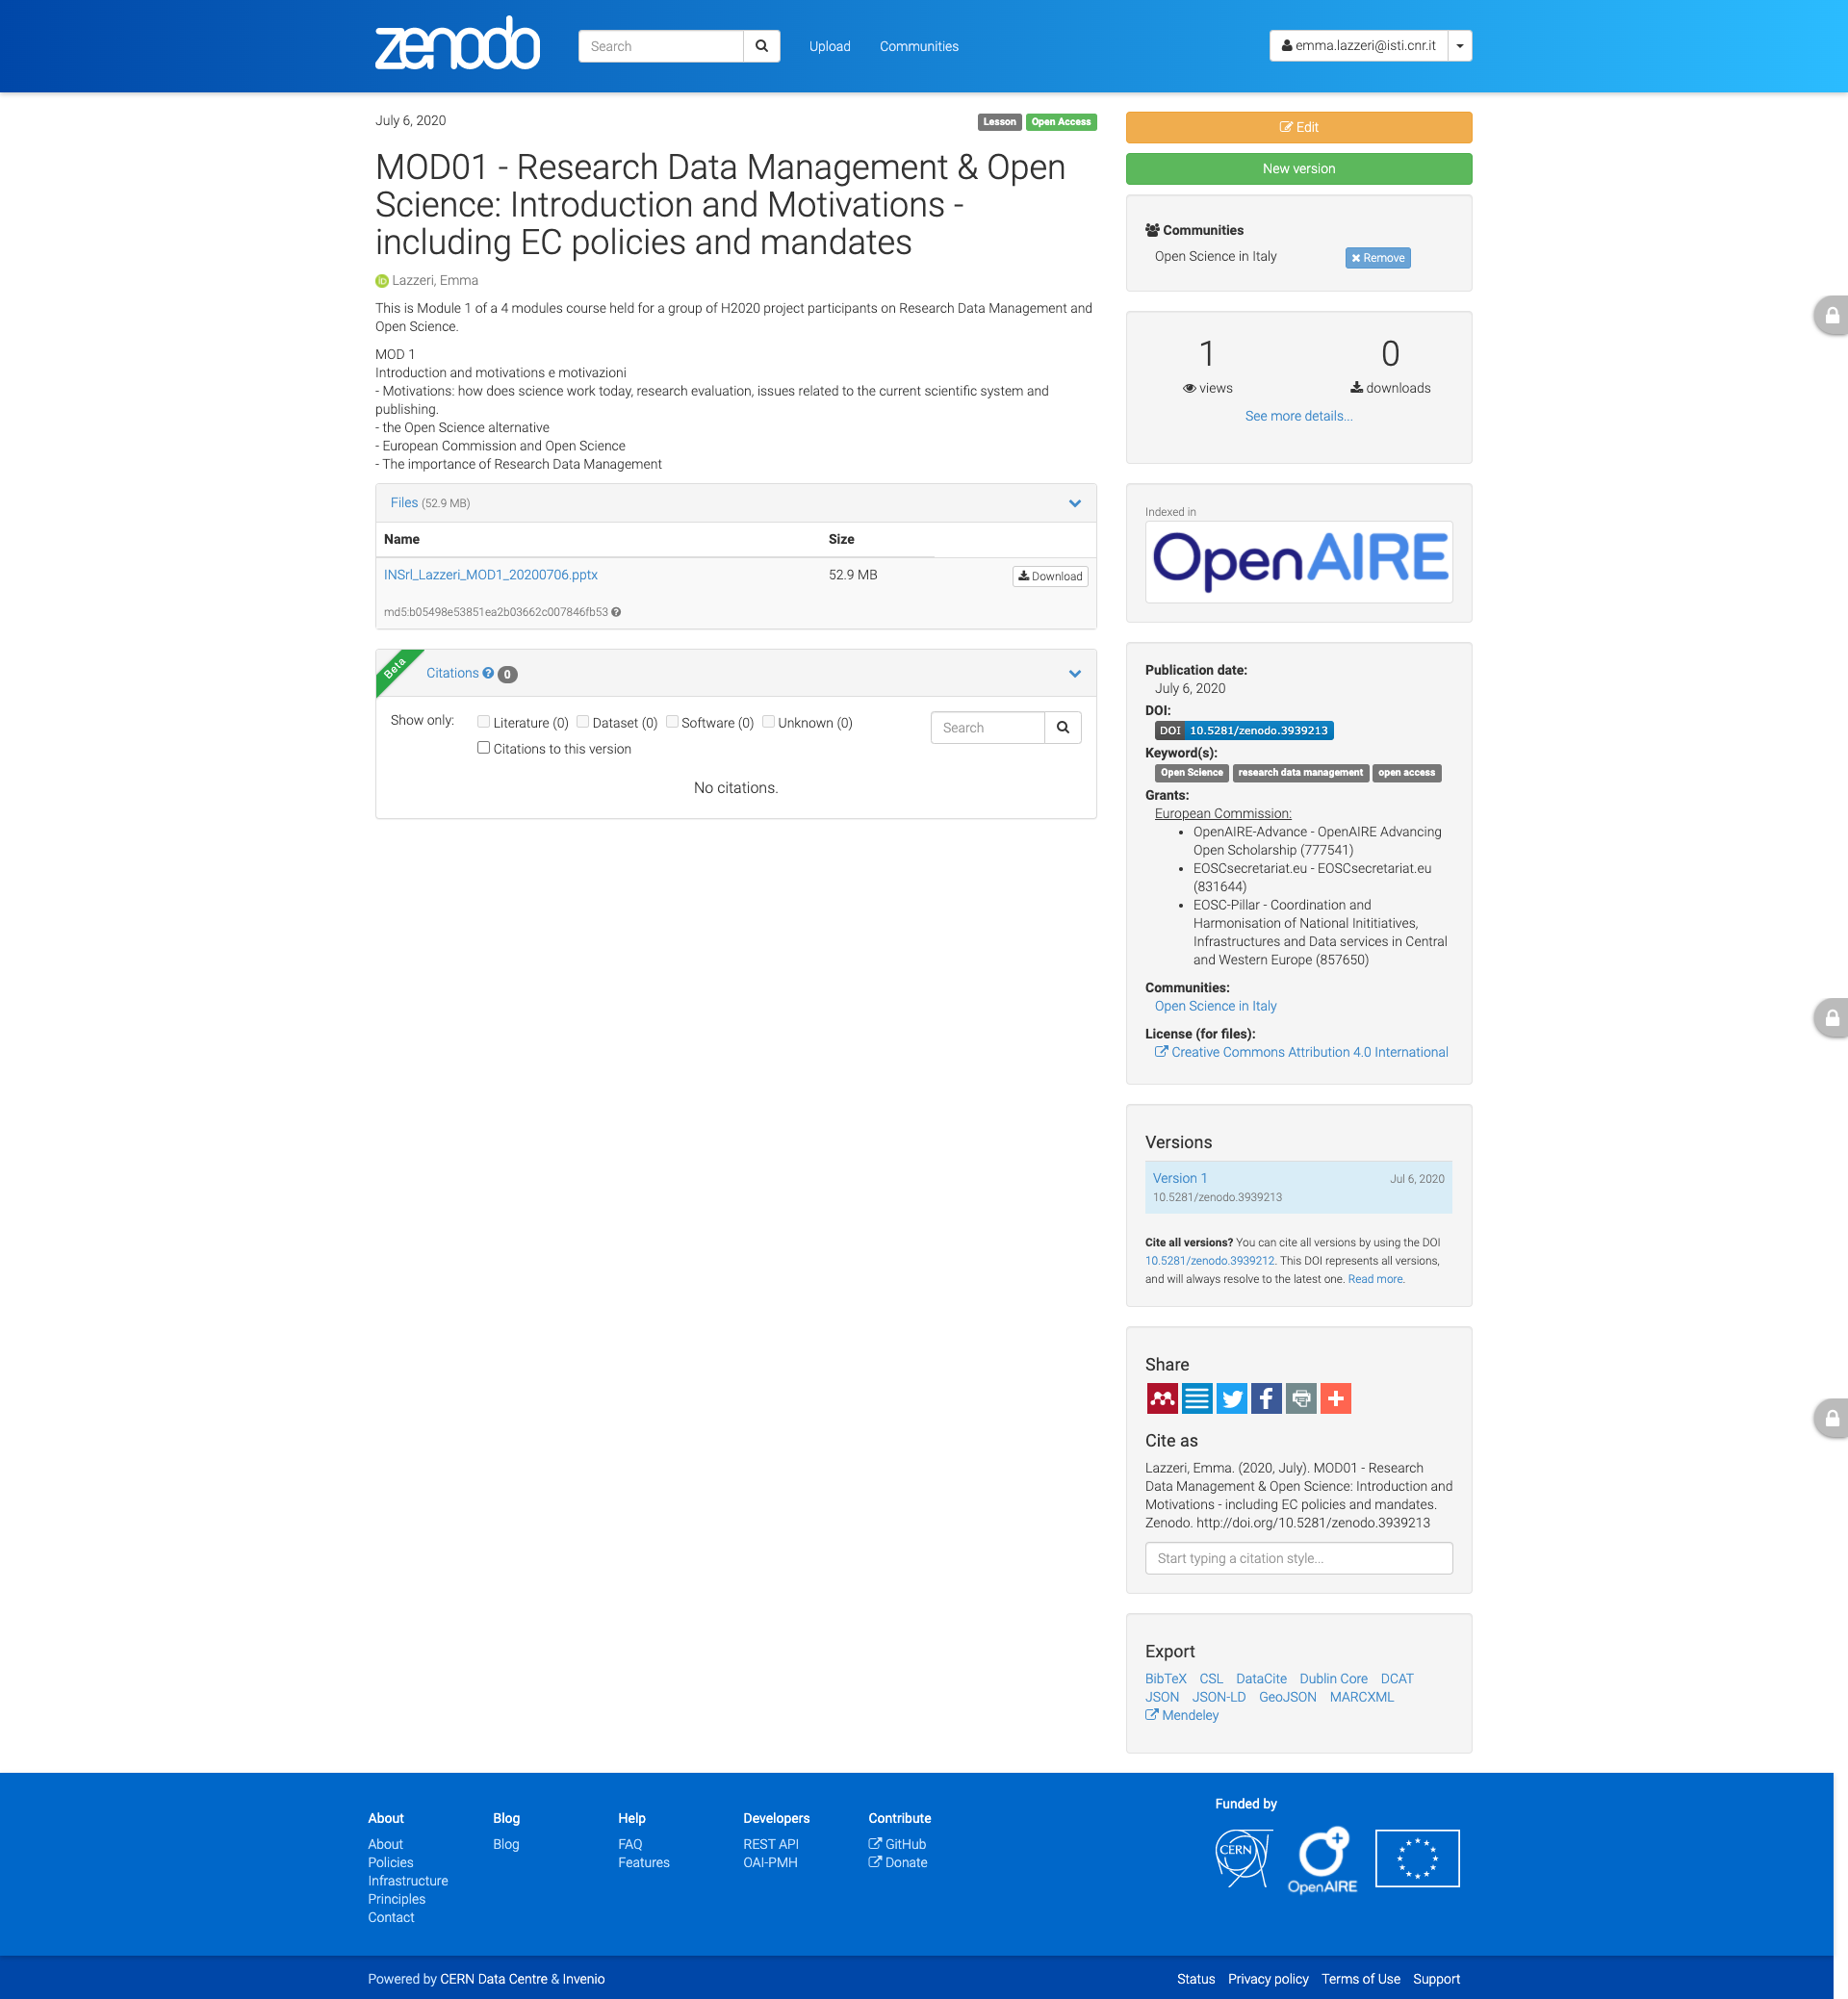 zenodo
Search
Upload
Communities
emma.lazzeri@isti.cnr.it
July 6, 2020
Lesson Open Access
MOD01 - Research Data Management & Open
Science: Introduction and Motivations -
including EC policies and mandates
iD Lazzeri, Emma
This is Module 1 of a 4 modules course held for a group of H2020 project participants on Research Data Management and
Open Science.
MOD 1
Introduction and motivations e motivazioni
- Motivations: how does science work today, research evaluation, issues related to the current scientific system and
publishing.
- the Open Science alternative
- European Commission and Open Science
- The importance of Research Data Management
Files (52.9 MB)
Name Size
INSrl_Lazzeri_MOD1_20200706.pptx 52.9 MB Download
md5:b05498e53851ea2b03662c007846fb53
Beta
Citations 0
Show only: Literature (0) Dataset (0) Software (0) Unknown (0)
Search
Citations to this version
No citations.
Edit
New version
Communities
Open Science in Italy Remove
1 0
views downloads
See more details...
Indexed in
OpenAIRE
Publication date:
July 6, 2020
DOI:
DOI 10.5281/zenodo.3939213
Keyword(s):
Open Science research data management open access
Grants:
European Commission:
• OpenAIRE-Advance - OpenAIRE Advancing
Open Scholarship (777541)
• EOSCsecretariat.eu - EOSCsecretariat.eu
(831644)
• EOSC-Pillar - Coordination and
Harmonisation of National Inititiatives,
Infrastructures and Data services in Central
and Western Europe (857650)
Communities:
Open Science in Italy
License (for files):
Creative Commons Attribution 4.0 International
Versions
Version 1 Jul 6, 2020
10.5281/zenodo.3939213
Cite all versions? You can cite all versions by using the DOI
10.5281/zenodo.3939212. This DOI represents all versions,
and will always resolve to the latest one. Read more.
Share
Cite as
Lazzeri, Emma. (2020, July). MOD01 - Research
Data Management & Open Science: Introduction and
Motivations - including EC policies and mandates.
Zenodo. http://doi.org/10.5281/zenodo.3939213
Start typing a citation style...
Export
BibTeX CSL DataCite Dublin Core DCAT
JSON JSON-LD GeoJSON MARCXML
Mendeley
About Blog Help Developers Contribute
About Blog FAQ REST API GitHub
Policies Features OAI-PMH Donate
Infrastructure
Principles
Contact
Funded by
CERN
OpenAIRE
Powered by CERN Data Centre & Invenio
Status Privacy policy Terms of Use Support